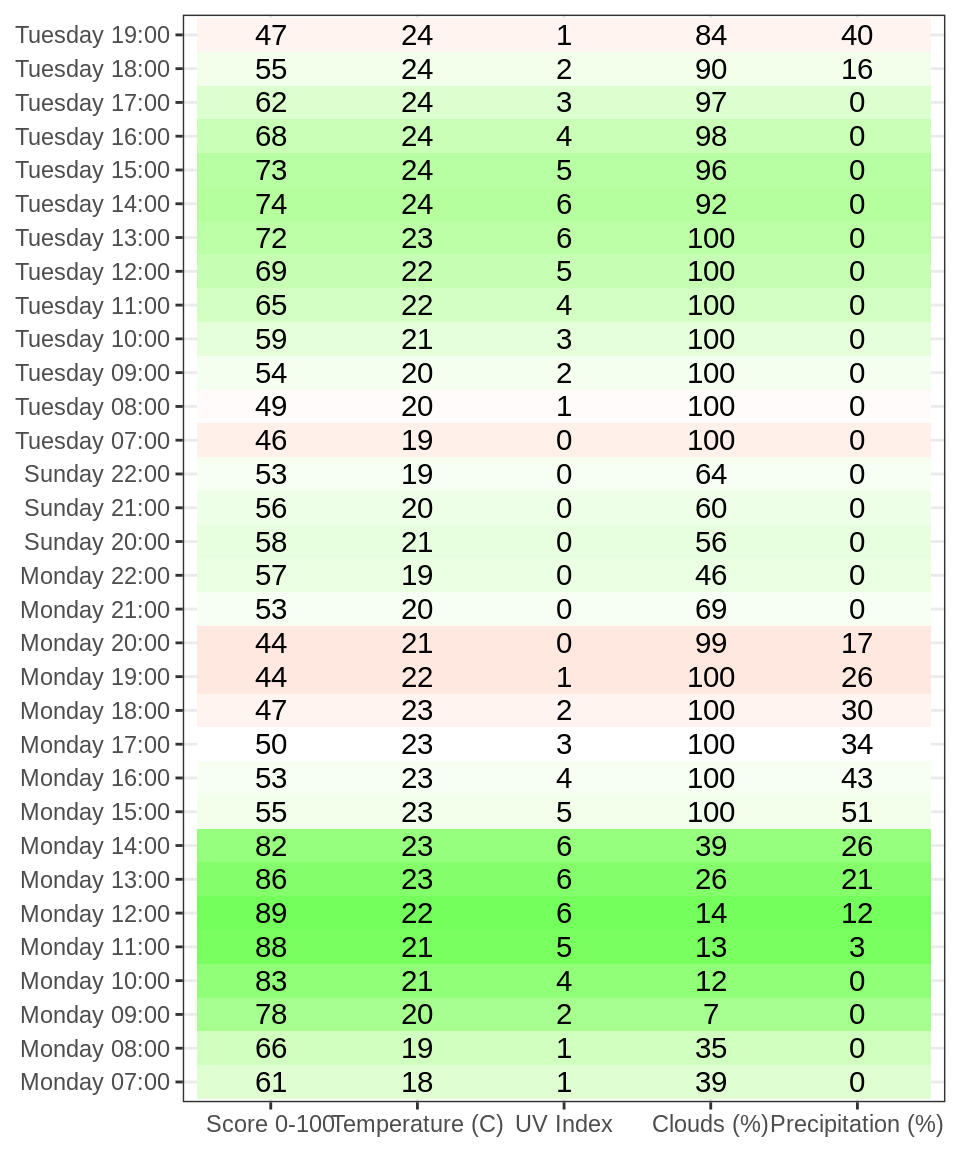 Tuesday 19:00 47 24 1 84 40
Tuesday 18:00 55 24 2 90 16
Tuesday 17:00 62 24 3 97 0
Tuesday 16:00 68 24 4 98 0
Tuesday 15:00 73 24 5 96 0
Tuesday 14:00 74 24 6 92 0
Tuesday 13:00 72 23 6 100 0
Tuesday 12:00 69 22 5 100 0
Tuesday 11:00 65 22 4 100 0
Tuesday 10:00 59 21 3 100 0
Tuesday 09:00 54 20 2 100 0
Tuesday 08:00 49 20 1 100 0
Tuesday 07:00 46 19 0 100 0
Sunday 22:00 53 19 0 64 0
Sunday 21:00 56 20 0 60 0
Sunday 20:00 58 21 0 56 0
Monday 22:00 57 19 0 46 0
Monday 21:00 53 20 0 69 0
Monday 20:00 44 21 0 99 17
Monday 19:00 44 22 1 100 26
Monday 18:00 47 23 2 100 30
Monday 17:00 50 23 3 100 34
Monday 16:00 53 23 4 100 43
Monday 15:00 55 23 5 100 51
Monday 14:00 82 23 6 39 26
Monday 13:00 86 23 6 26 21
Monday 12:00 89 22 6 14 12
Monday 11:00 88 21 5 13 3
Monday 10:00 83 21 4 12 0
Monday 09:00 78 20 2 7 0
Monday 08:00 66 19 1 35 0
Monday 07:00 61 18 1 39 0
Score 0-100 Temperature (C) UV Index Clouds (%) Precipitation (%)